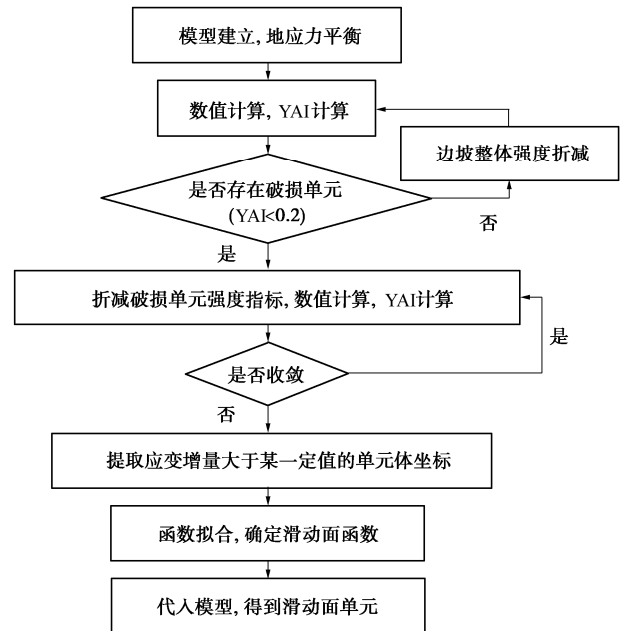 模型建立, 地应力平衡
数值计算, YAI计算
边坡整体强度折减
是否存在破损单元
(YAI<0.2)
否
是
折减破损单元强度指标, 数值计算, YAI计算
是
是否收敛
否
提取应变增量大于某一定值的单元体坐标
函数拟合, 确定滑动面函数
代入模型, 得到滑动面单元